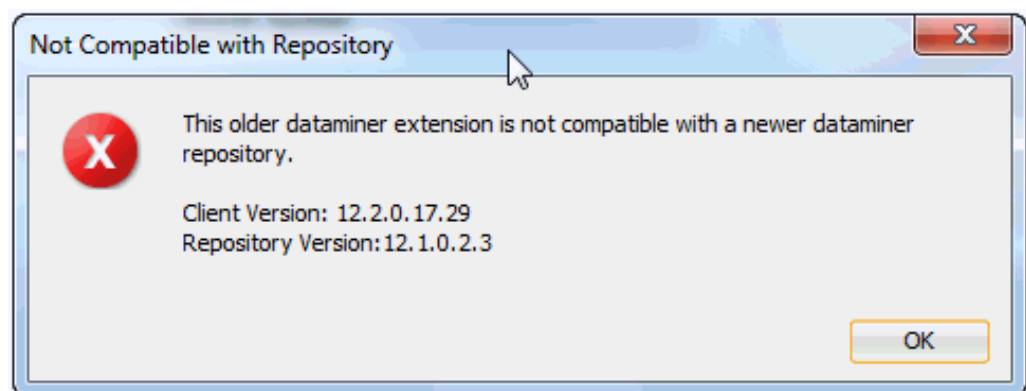 Not Compatible with Repository
This older dataminer extension is not compatible with a newer dataminer
repository.
Client Version: 12.2.0.17.29
Repository Version:12.1.0.2.3
OK